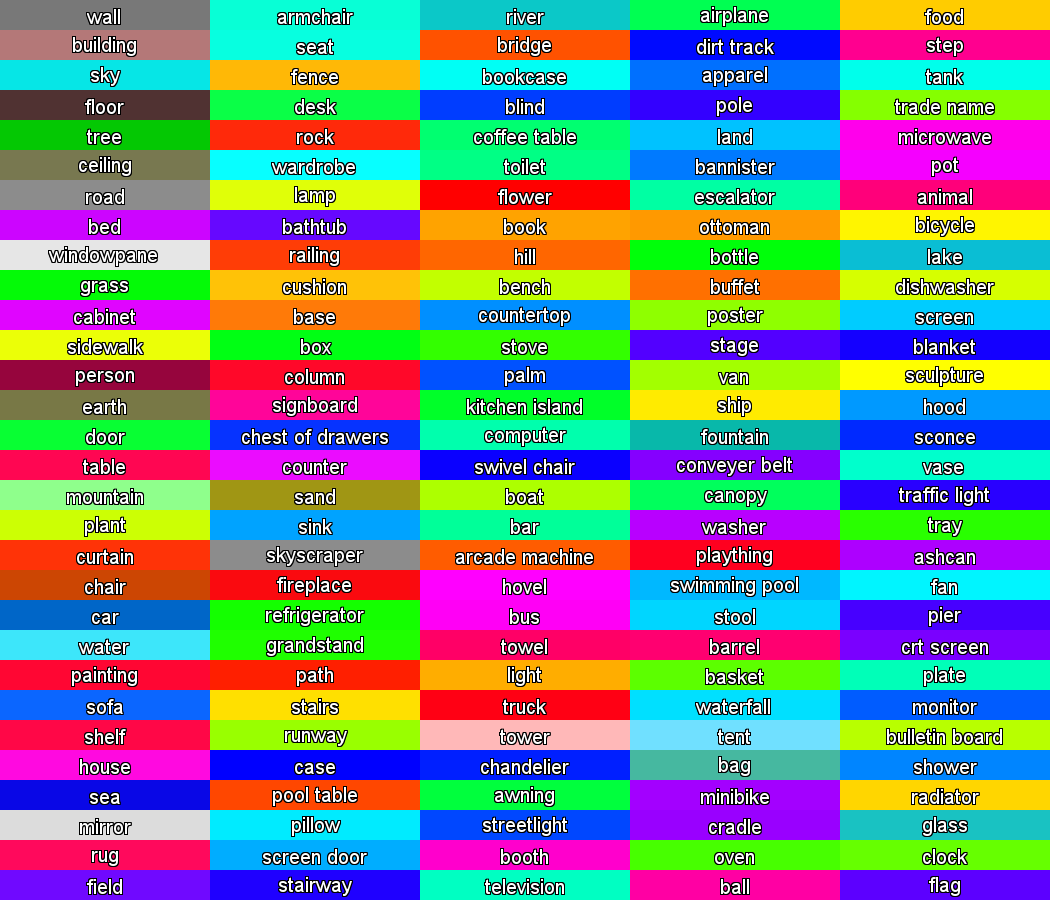 wall armchair river airplane food
building seat bridge dirt track step
sky fence bookcase apparel tank
floor desk blind pole trade name
tree rock coffee table land microwave
ceiling wardrobe toilet bannister pot
road lamp flower escalator animal
bed bathtub book ottoman bicycle
windowpane railing hill bottle lake
grass cushion bench buffet dishwasher
cabinet base countertop poster screen
sidewalk box stove stage blanket
person column palm van sculpture
earth signboard kitchen island ship hood
door chest of drawers computer fountain sconce
table counter swivel chair conveyer belt vase
mountain sand boat canopy traffic light
plant sink bar washer tray
curtain skyscraper arcade machine plaything ashcan
chair fireplace hovel swimming pool fan
car refrigerator bus stool pier
water grandstand towel barrel crt screen
painting path light basket plate
sofa stairs truck waterfall monitor
shelf runway tower tent bulletin board
house case chandelier bag shower
sea pool table awning minibike radiator
mirror pillow streetlight cradle glass
rug screen door booth oven clock
field stairway television ball flag